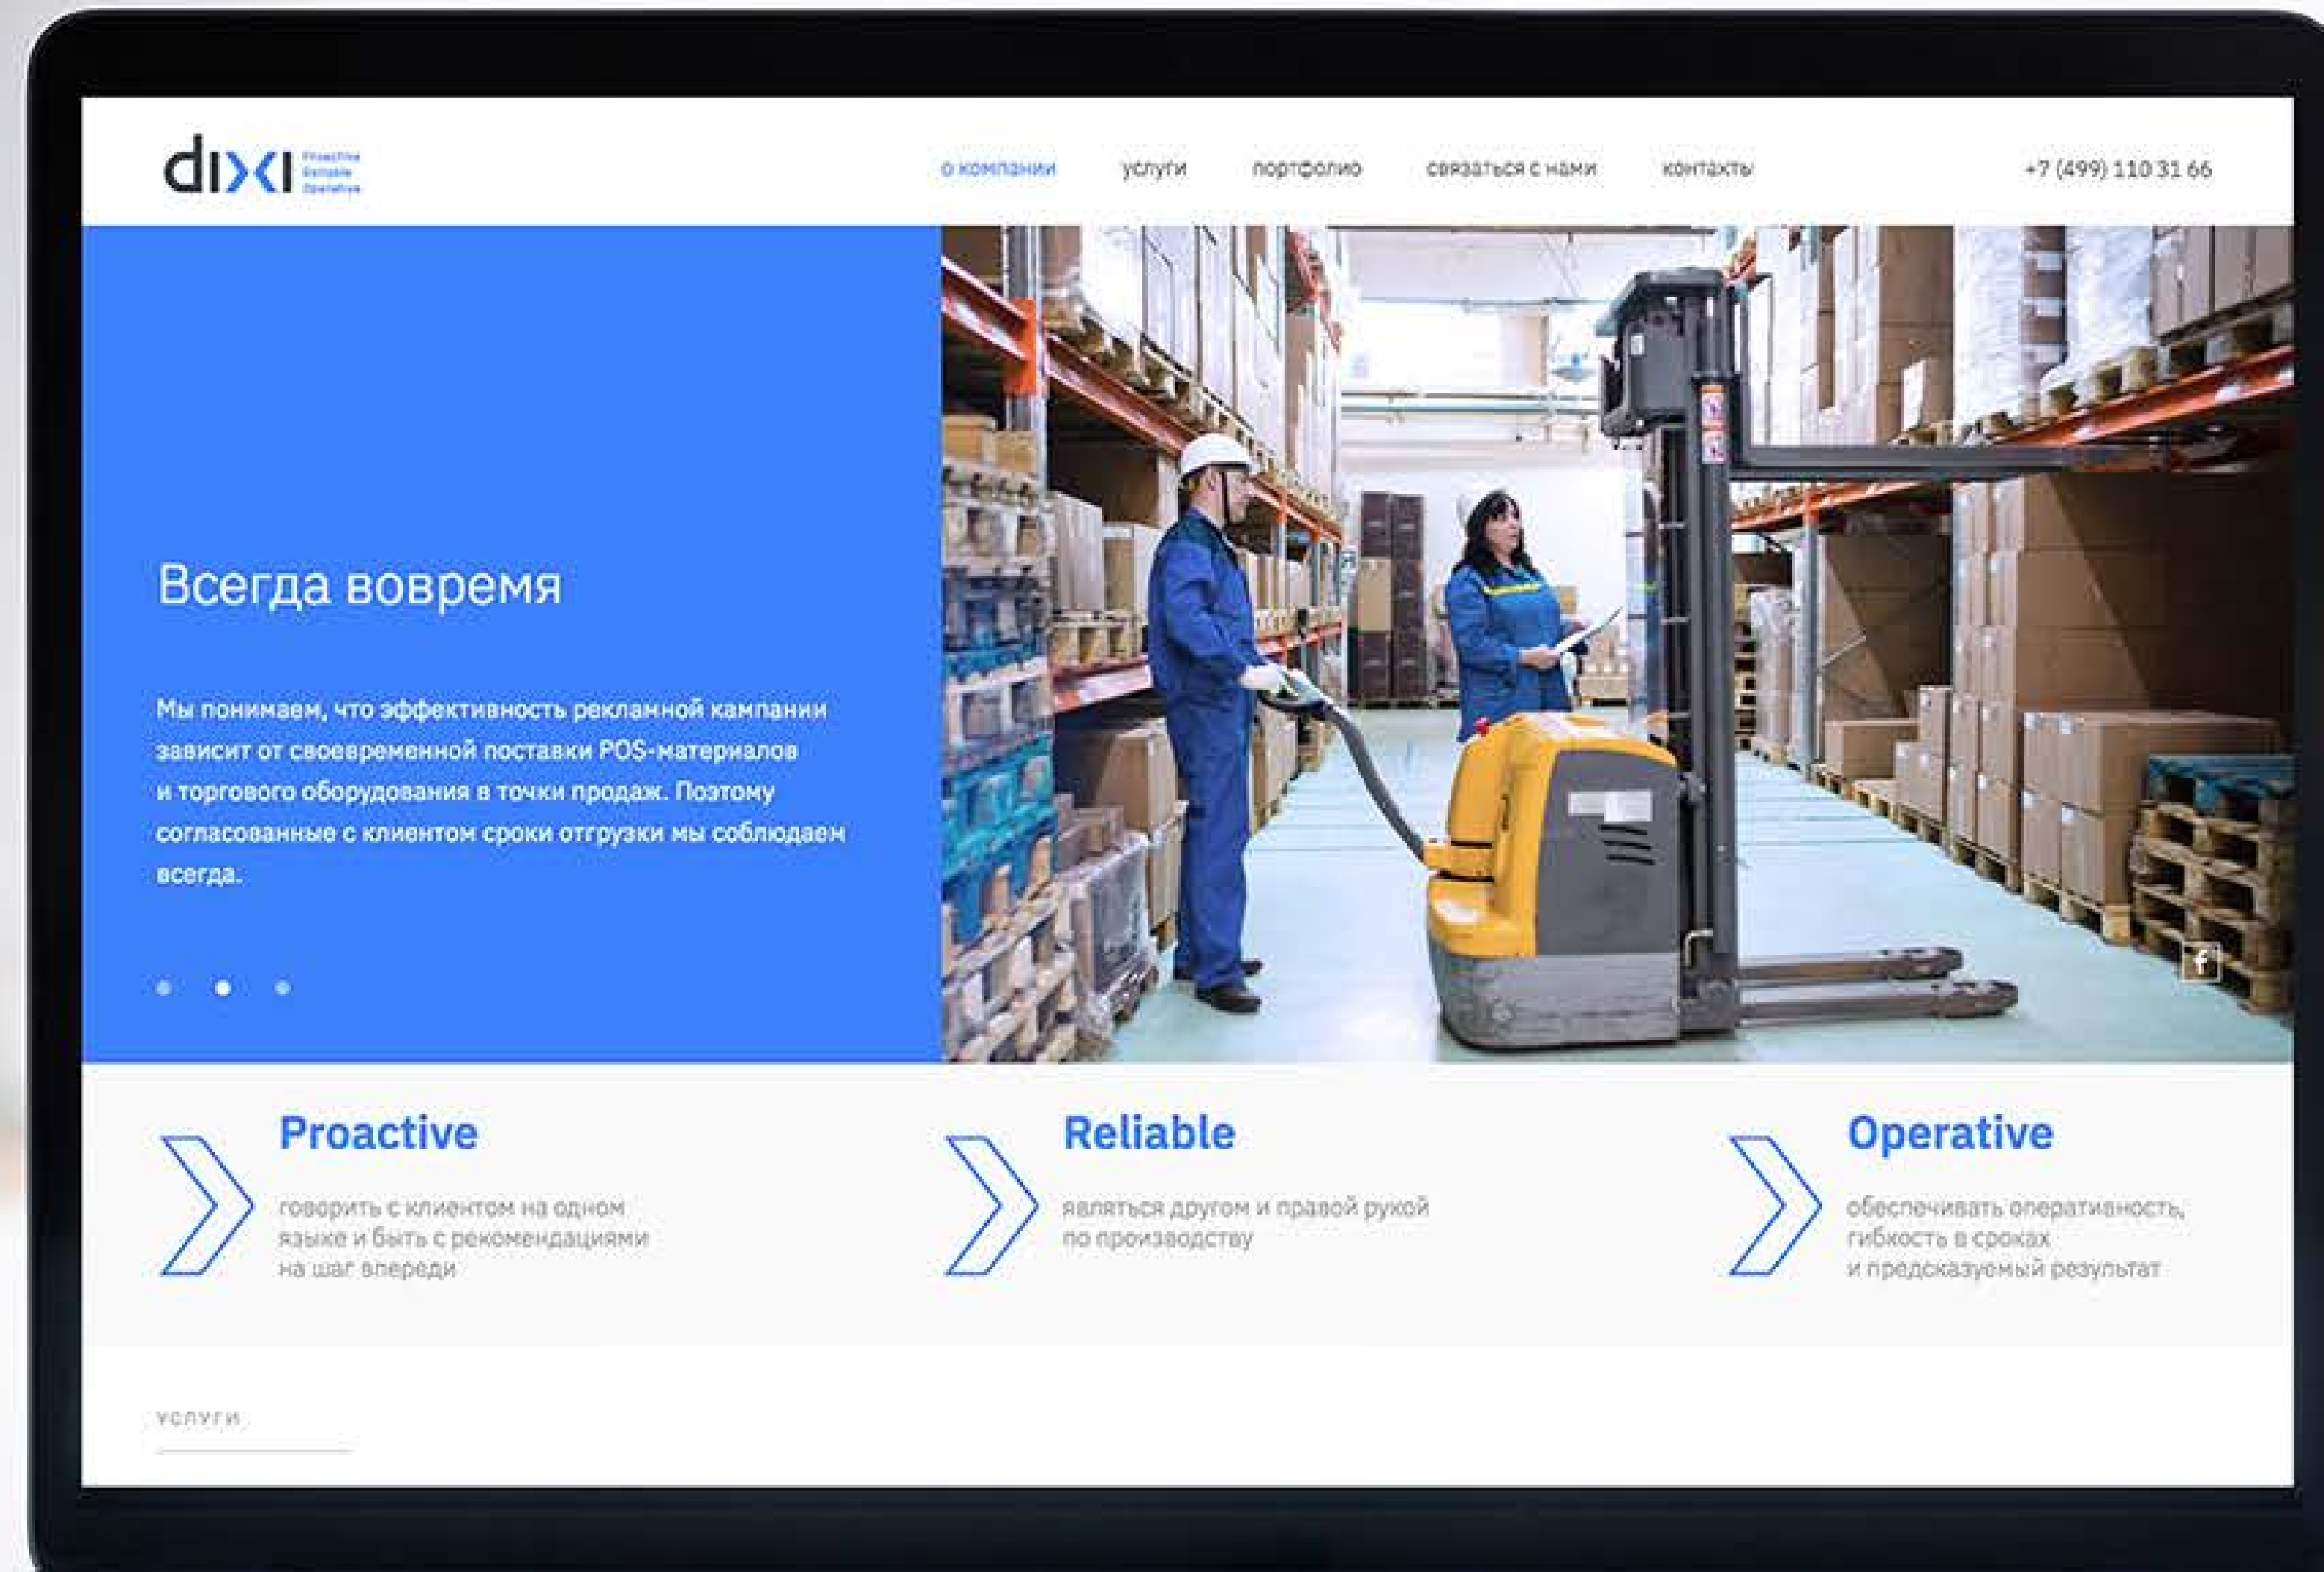 dixi
Proactive
Reliable
Operative
о компании
услуги
портфолио
связаться с нами
контакты
+7 (499) 110 31 66
Всегда вовремя
Мы понимаем, что эффективность рекламной кампании
зависит от своевременной поставки POS-материалов
и торгового оборудования в точки продаж. Поэтому
согласованные с клиентом сроки отгрузки мы соблюдаем
всегда.
f
Proactive
говорить с клиентом на одном
языке и быть с рекомендациями
на шаг впереди
Reliable
являться другом и правой рукой
по производству
Operative
обеспечивать оперативность,
гибкость в сроках
и предсказуемый результат
УСЛУГИ